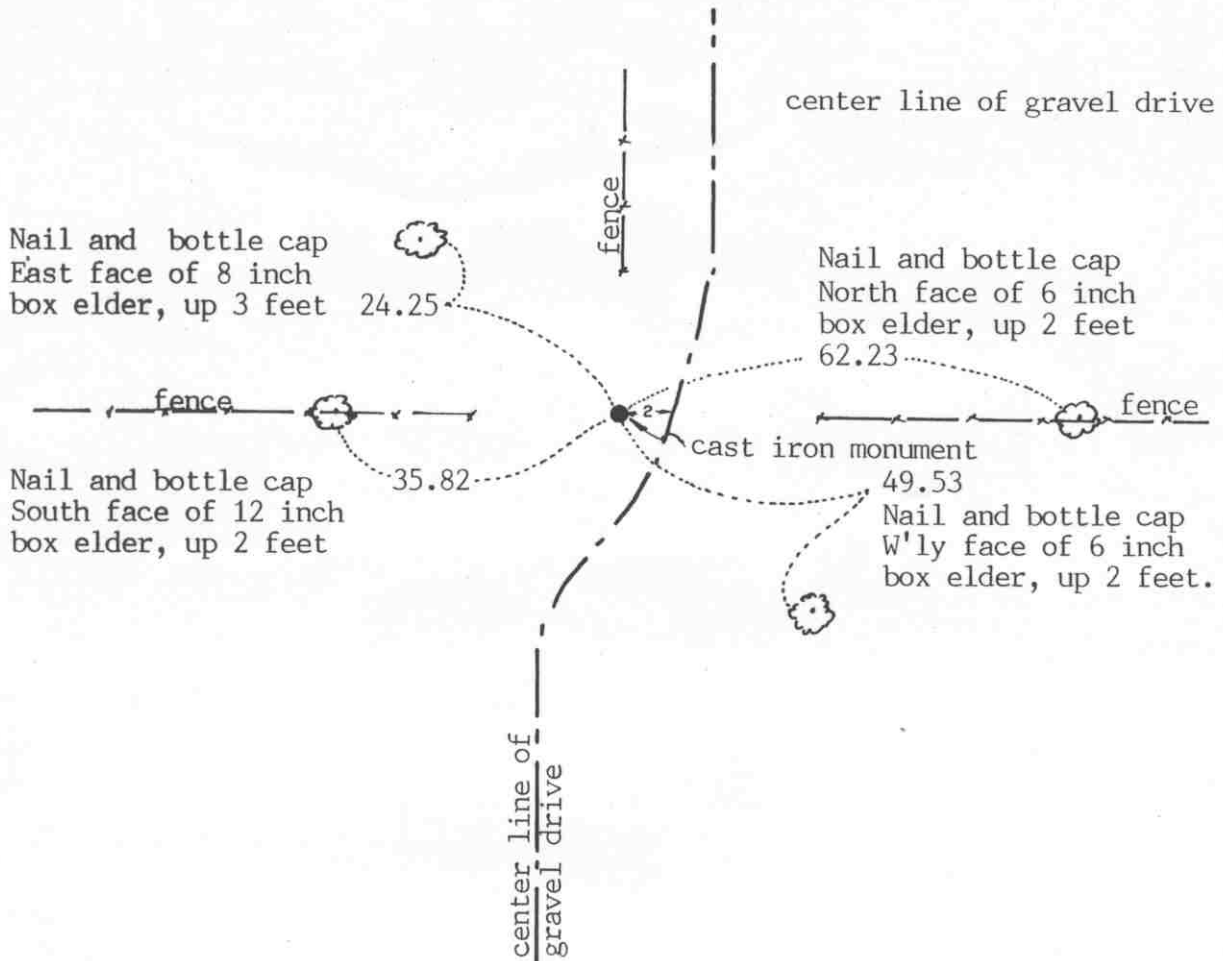 center line of gravel drive
fence
Nail and bottle cap
East face of 8 inch
box elder, up 3 feet 24.25
Nail and bottle cap
North face of 6 inch
box elder, up 2 feet
62.23
fence
2
fence
cast iron monument
Nail and bottle cap
South face of 12 inch
box elder, up 2 feet
35.82
49.53
Nail and bottle cap
W'ly face of 6 inch
box elder, up 2 feet.
center line of
gravel drive